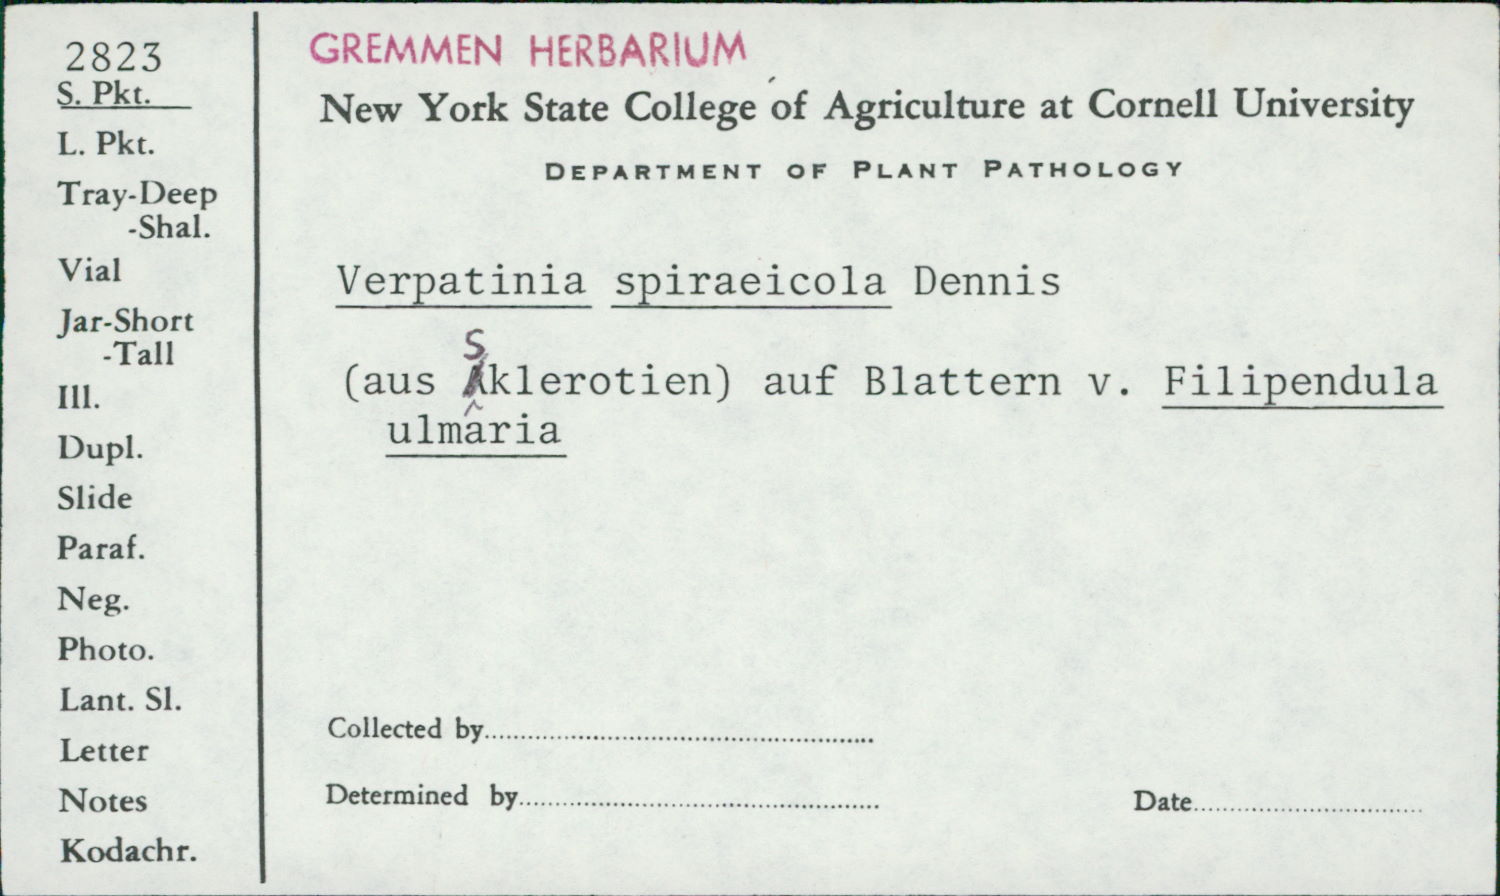 2823
S. Pkt.
L. Pkt.
Tray-Deep
-Shal.
Vial
Jar-Short
-Tall
Ill.
Dupl.
Slide
Paraf.
Neg.
Photo.
Lant. Sl.
Letter
Notes
Kodachr.
GREMMEN HERBARIUM
New York State College of Agriculture at Cornell University
DEPARTMENT OF PLANT PATHOLOGY
Verpatinia spiraeicola Dennis
(aus Sklerotien) auf Blattern v. Filipendula
ulmaria
Collected by
Determined by
Date